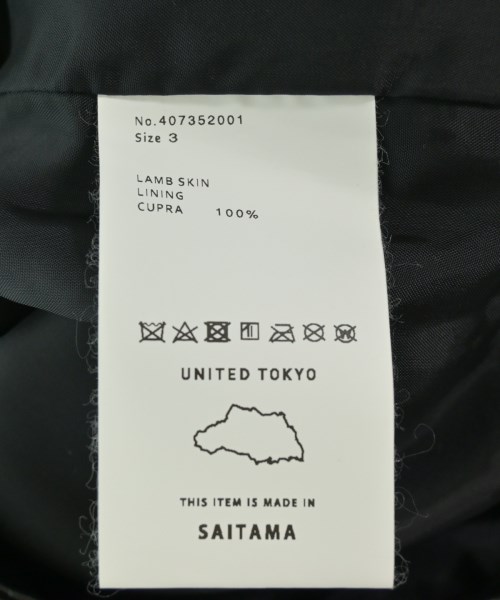 No.407352001
Size 3
LAMB SKIN
LINING
CUPRA 100%
UNITED TOKYO
THIS ITEM IS MADE IN
SAITAMA